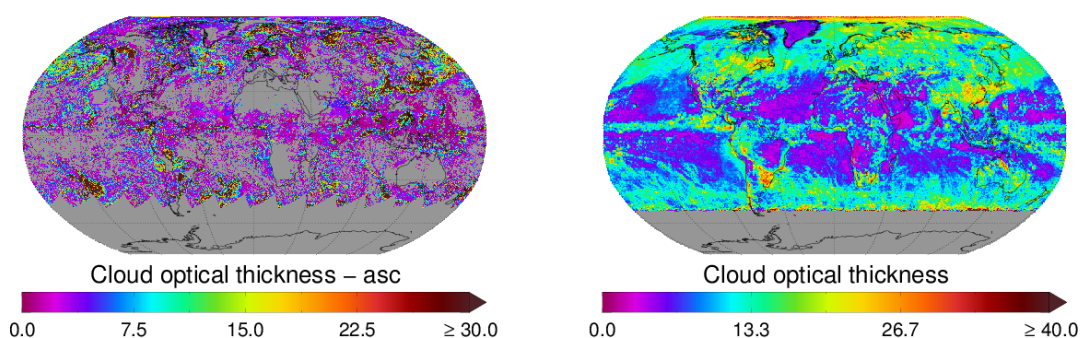 Cloud optical thickness – asc
0.0 7.5 15.0 22.5 ≥ 30.0
Cloud optical thickness
0.0 13.3 26.7 ≥ 40.0